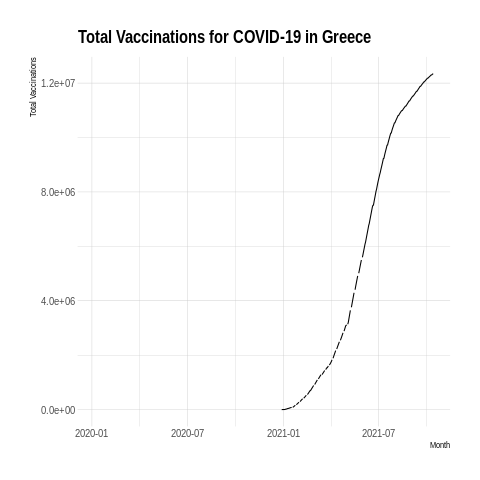 Total Vaccinations for COVID-19 in Greece
Total Vaccinations
1.2e+07
8.0e+06
4.0e+06
0.0e+00
2020-01 2020-07 2021-01 2021-07
Month